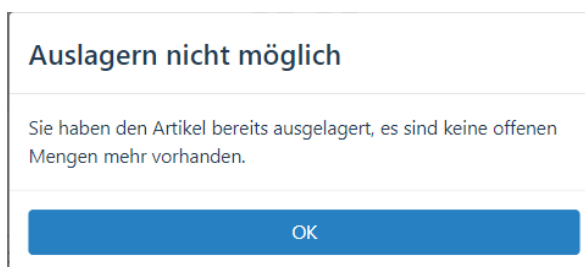 Auslagern nicht möglich
Sie haben den Artikel bereits ausgelagert, es sind keine offenen
Mengen mehr vorhanden.
OK